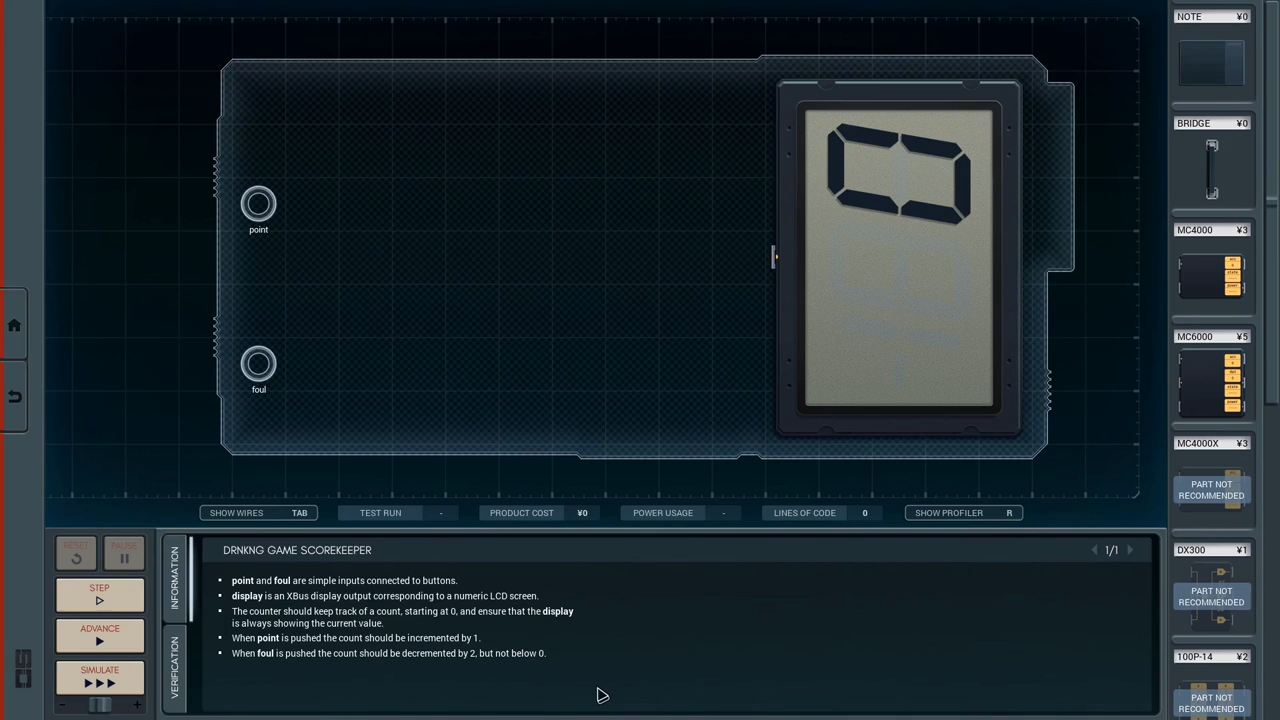 NOTE ¥0
BRIDGE ¥0
MC4000 ¥3
MC6000 ¥5
MC4000X ¥3
PART NOT
RECOMMENDED
DX300 ¥1
PART NOT
RECOMMENDED
100P-14 ¥2
PART NOT
RECOMMENDED
0
point
foul
SHOW WIRES TAB
TEST RUN -
PRODUCT COST ¥0
POWER USAGE -
LINES OF CODE 0
SHOW PROFILER R
RESET
PAUSE
STEP
ADVANCE
SIMULATE
- +
INFORMATION
VERIFICATION
DRNKNG GAME SCOREKEEPER 1/1
▪ point and foul are simple inputs connected to buttons.
▪ display is an XBus display output corresponding to a numeric LCD screen.
▪ The counter should keep track of a count, starting at 0, and ensure that the display
is always showing the current value.
▪ When point is pushed the count should be incremented by 1.
▪ When foul is pushed the count should be decremented by 2, but not below 0.